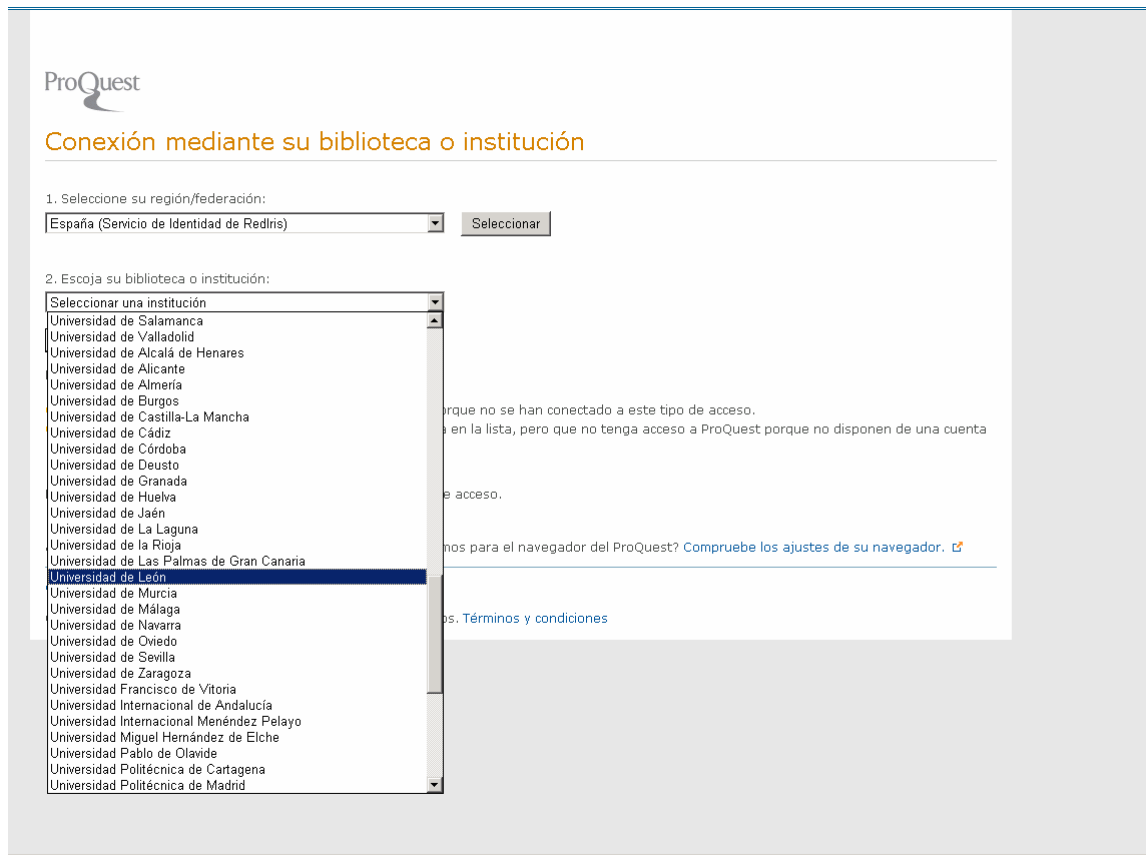 ProQuest
Conexión mediante su biblioteca o institución
1. Seleccione su región/federación:
España (Servicio de Identidad de RedIris)
Seleccionar
2. Escoja su biblioteca o institución:
Seleccionar una institución
Universidad de Salamanca
Universidad de Valladolid
Universidad de Alcalá de Henares
Universidad de Alicante
Universidad de Almería
Universidad de Burgos
Universidad de Castilla-La Mancha
Universidad de Cádiz
Universidad de Córdoba
Universidad de Deusto
Universidad de Granada
Universidad de Huelva
Universidad de Jaén
Universidad de La Laguna
Universidad de la Rioja
Universidad de Las Palmas de Gran Canaria
Universidad de León
Universidad de Murcia
Universidad de Málaga
Universidad de Navarra
Universidad de Oviedo
Universidad de Sevilla
Universidad de Zaragoza
Universidad Francisco de Vitoria
Universidad Internacional de Andalucía
Universidad Internacional Menéndez Pelayo
Universidad Miguel Hernández de Elche
Universidad Pablo de Olavide
Universidad Politécnica de Cartagena
Universidad Politécnica de Madrid
no se han conectado a este tipo de acceso.
en la lista, pero que no tenga acceso a ProQuest porque no disponen de una cuenta
acceso.
para el navegador del ProQuest? Compruebe los ajustes de su navegador.
Términos y condiciones